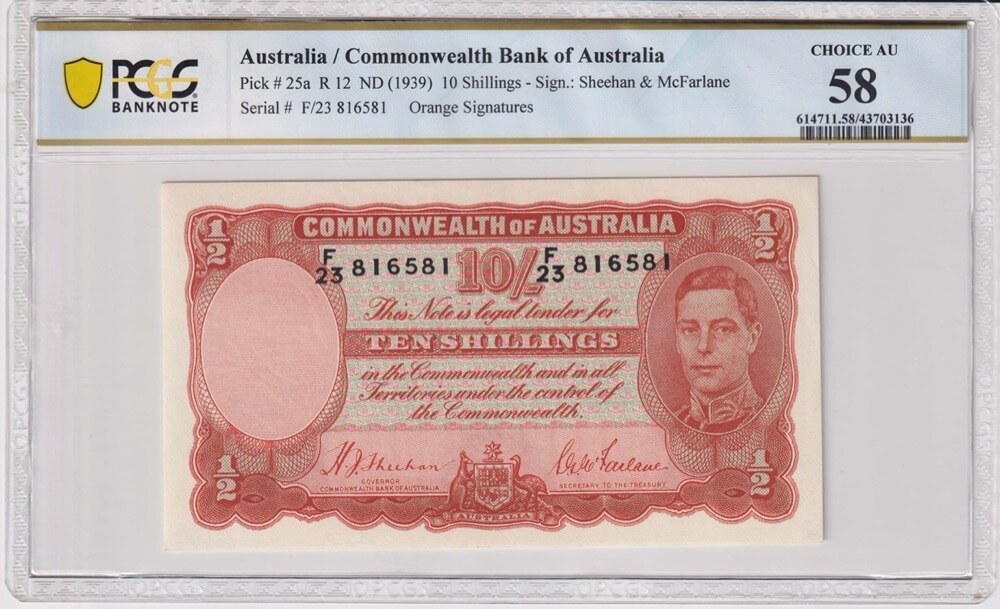 PCGS
BANKNOTE
Australia / Commonwealth Bank of Australia
Pick # 25a R 12 ND (1939) 10 Shillings - Sign.: Sheehan & McFarlane
Serial # F/23 816581 Orange Signatures
CHOICE AU
58
614711.58/43703136
1/2
COMMONWEALTH OF AUSTRALIA
1/2
F/23 816581
10/-
F/23 816581
This Note is legal tender for
TEN SHILLINGS
in the Commonwealth and in all
Territories under the control of
the Commonwealth.
H.J. Sheehan
GOVERNOR
COMMONWEALTH BANK OF AUSTRALIA
S.G. McFarlane
SECRETARY TO THE TREASURY
1/2
AUSTRALIA
1/2